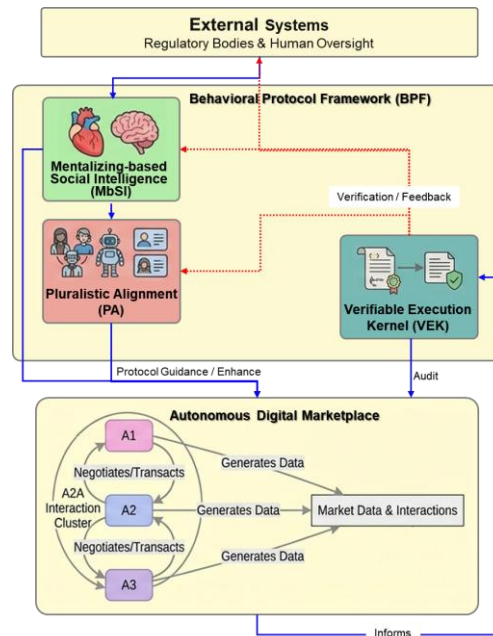 External Systems
Regulatory Bodies & Human Oversight
Behavioral Protocol Framework (BPF)
Mentalizing-based
Social Intelligence
(MbSI)
Verification / Feedback
Pluralistic Alignment
(PA)
Verifiable Execution
Kernel (VEK)
Protocol Guidance / Enhance
Audit
Autonomous Digital Marketplace
A1
Generates Data
Negotiates/Transacts
A2A
Interaction
Cluster
A2
Generates Data
Market Data & Interactions
Negotiates/Transacts
Generates Data
A3
Informs